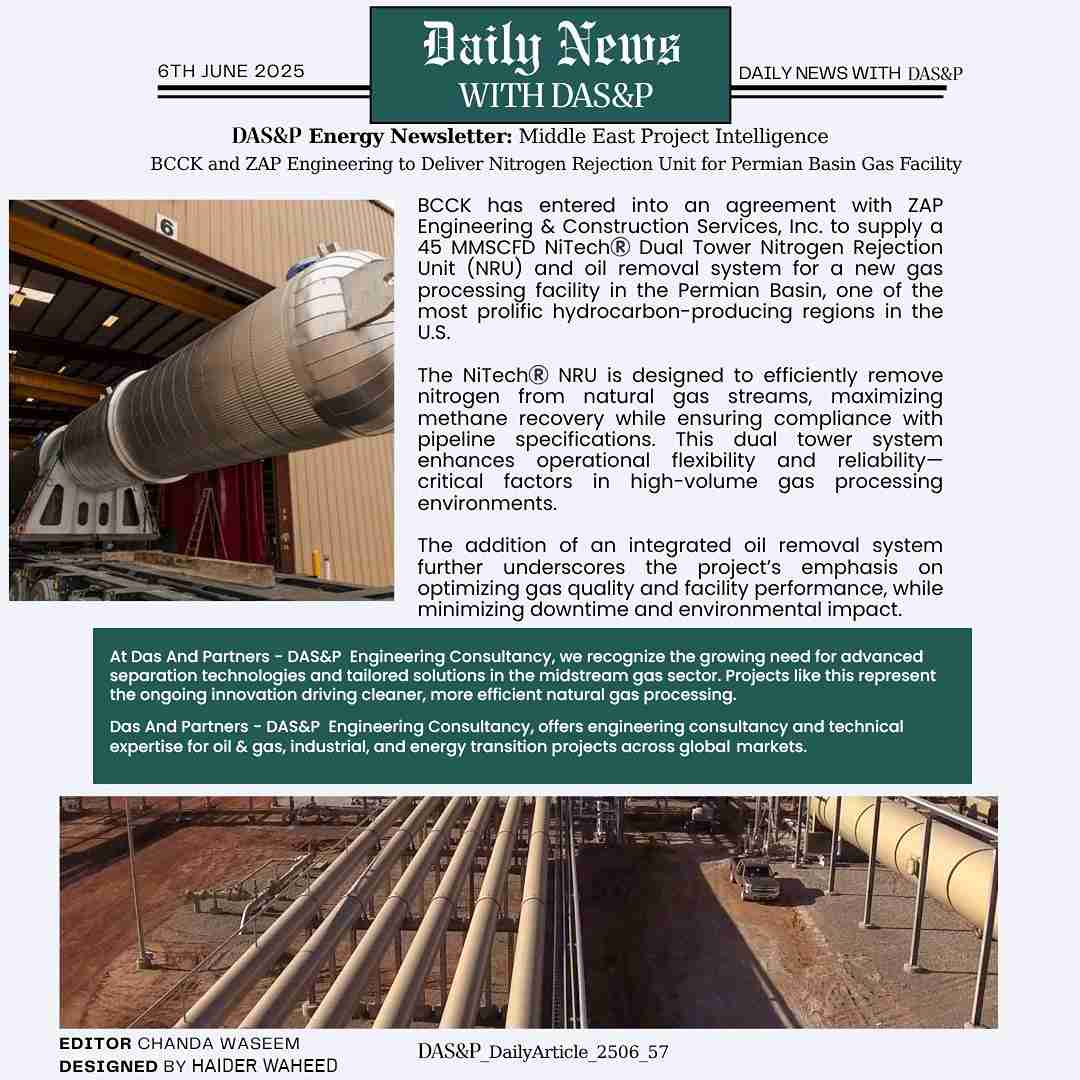 6TH JUNE 2025
Daily News
WITH DAS&P
DAILY NEWS WITH DAS&P
DAS&P Energy Newsletter: Middle East Project Intelligence
BCCK and ZAP Engineering to Deliver Nitrogen Rejection Unit for Permian Basin Gas Facility
6
BCCK has entered into an agreement with ZAP
Engineering & Construction Services, Inc. to supply a
45 MMSCFD NiTech® Dual Tower Nitrogen Rejection
Unit (NRU) and oil removal system for a new gas
processing facility in the Permian Basin, one of the
most prolific hydrocarbon-producing regions in the
U.S.
The NiTech® NRU is designed to efficiently remove
nitrogen from natural gas streams, maximizing
methane recovery while ensuring compliance with
pipeline specifications. This dual tower system
enhances operational flexibility and reliability—
critical factors in high-volume gas processing
environments.
The addition of an integrated oil removal system
further underscores the project's emphasis on
optimizing gas quality and facility performance, while
minimizing downtime and environmental impact.
At Das And Partners - DAS&P Engineering Consultancy, we recognize the growing need for advanced
separation technologies and tailored solutions in the midstream gas sector. Projects like this represent
the ongoing innovation driving cleaner, more efficient natural gas processing.
Das And Partners - DAS&P Engineering Consultancy, offers engineering consultancy and technical
expertise for oil & gas, industrial, and energy transition projects across global markets.
EDITOR CHANDA WASEEM
DESIGNED BY HAIDER WAHEED
DAS&P_DailyArticle_2506_57